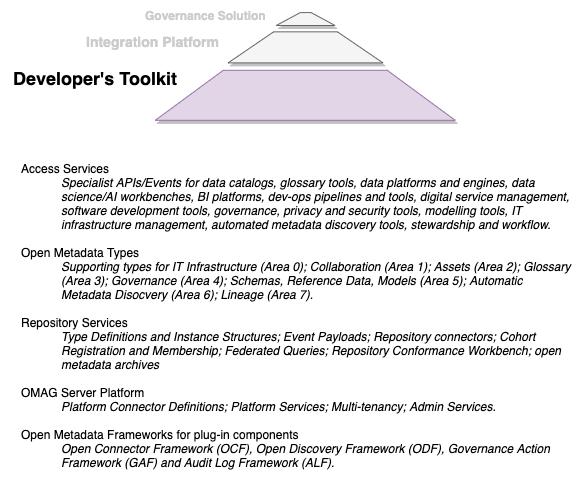 Governance Solution
Integration Platform
Developer's Toolkit
Access Services
Specialist APIs/Events for data catalogs, glossary tools, data platforms and engines, data
science/AI workbenches, BI platforms, dev-ops pipelines and tools, digital service management,
software development tools, governance, privacy and security tools, modelling tools, IT
infrastructure management, automated metadata discovery tools, stewardship and workflow.
Open Metadata Types
Supporting types for IT Infrastructure (Area 0); Collaboration (Area 1); Assets (Area 2); Glossary
(Area 3); Governance (Area 4); Schemas, Reference Data, Models (Area 5); Automatic
Metadata Disocvery (Area 6); Lineage (Area 7).
Repository Services
Type Definitions and Instance Structures; Event Payloads; Repository connectors; Cohort
Registration and Membership; Federated Queries; Repository Conformance Workbench; open
metadata archives
OMAG Server Platform
Platform Connector Definitions; Platform Services; Multi-tenancy; Admin Services.
Open Metadata Frameworks for plug-in components
Open Connector Framework (OCF), Open Discovery Framework (ODF), Governance Action
Framework (GAF) and Audit Log Framework (ALF).